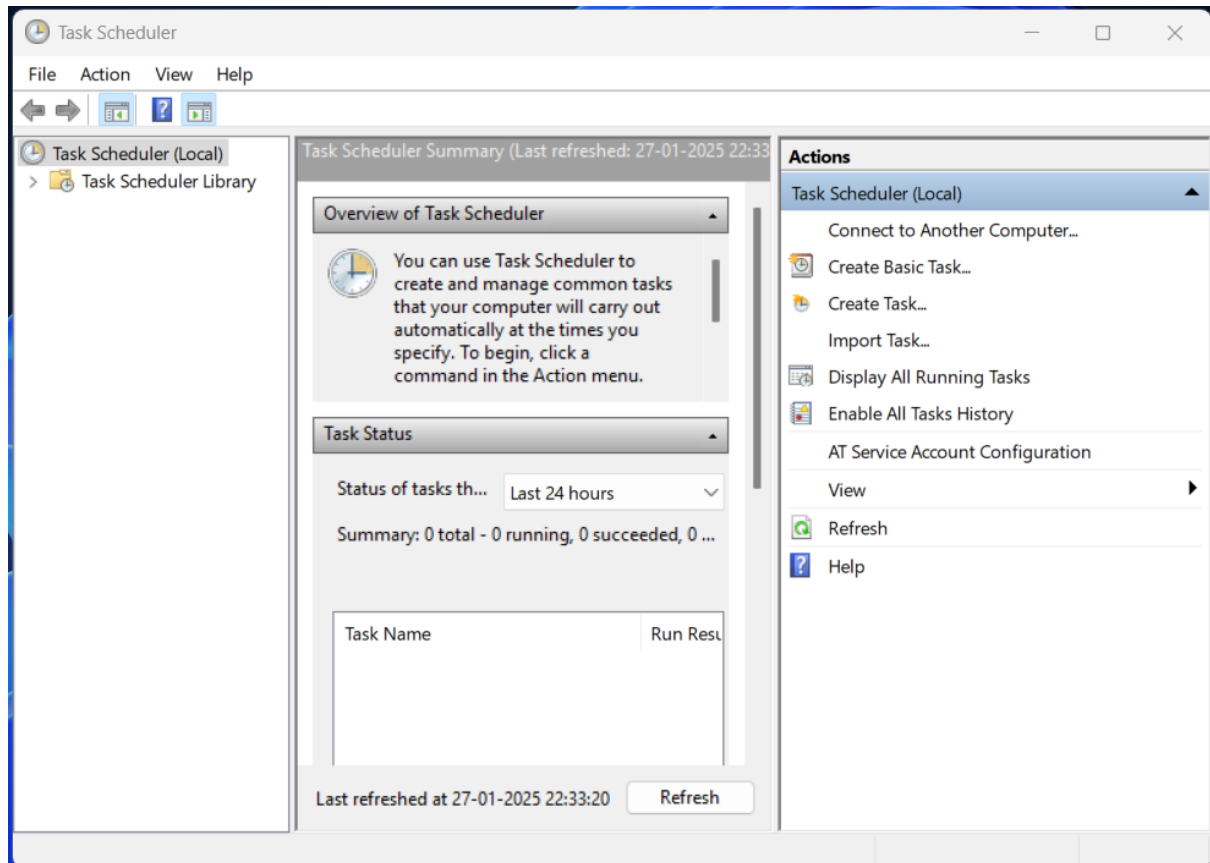 Task Scheduler
File Action View Help
Task Scheduler (Local)
Task Scheduler Library
Task Scheduler Summary (Last refreshed: 27-01-2025 22:33
Overview of Task Scheduler
You can use Task Scheduler to
create and manage common tasks
that your computer will carry out
automatically at the times you
specify. To begin, click a
command in the Action menu.
Task Status
Status of tasks th... Last 24 hours
Summary: 0 total - 0 running, 0 succeeded, 0 ...
Task Name Run Resu
Last refreshed at 27-01-2025 22:33:20 Refresh
Actions
Task Scheduler (Local)
Connect to Another Computer...
Create Basic Task...
Create Task...
Import Task...
Display All Running Tasks
Enable All Tasks History
AT Service Account Configuration
View
Refresh
Help